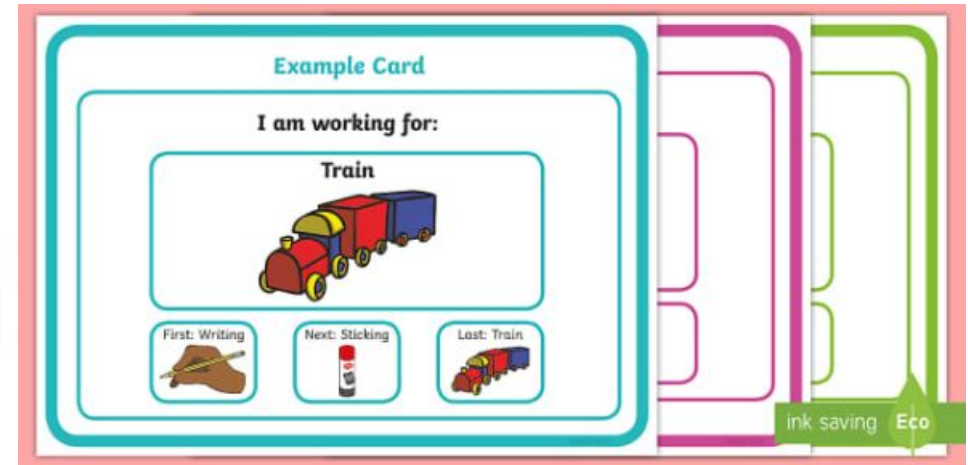 Example Card
I am working for:
Train
First: Writing
Next: Sticking
Last: Train
ink saving Eco